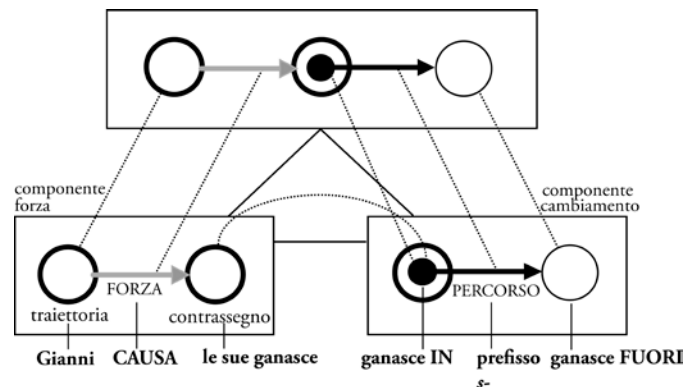 componente
forza
componente
cambiamento
FORZA
PERCORSO
traiettoria
contrassegno
Gianni CAUSA le sue ganasce ganasce IN prefisso ganasce FUORI
s-